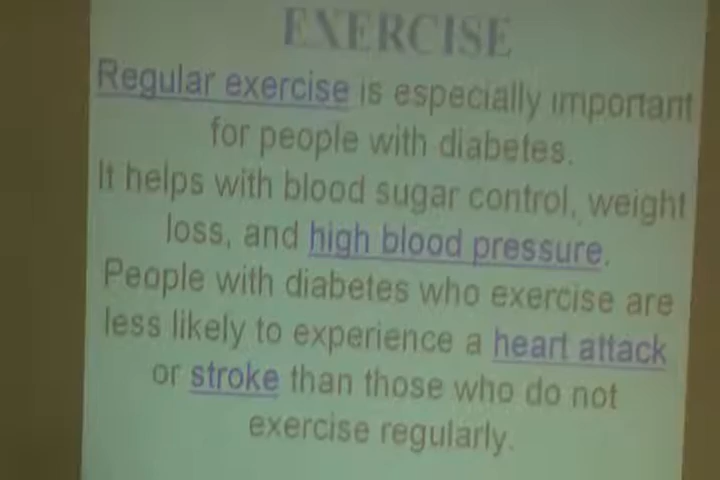 EXERCISE
Regular exercise is especially important
for people with diabetes.
It helps with blood sugar control, weight
loss, and high blood pressure.
People with diabetes who exercise are
less likely to experience a heart attack
or stroke than those who do not
exercise regularly.